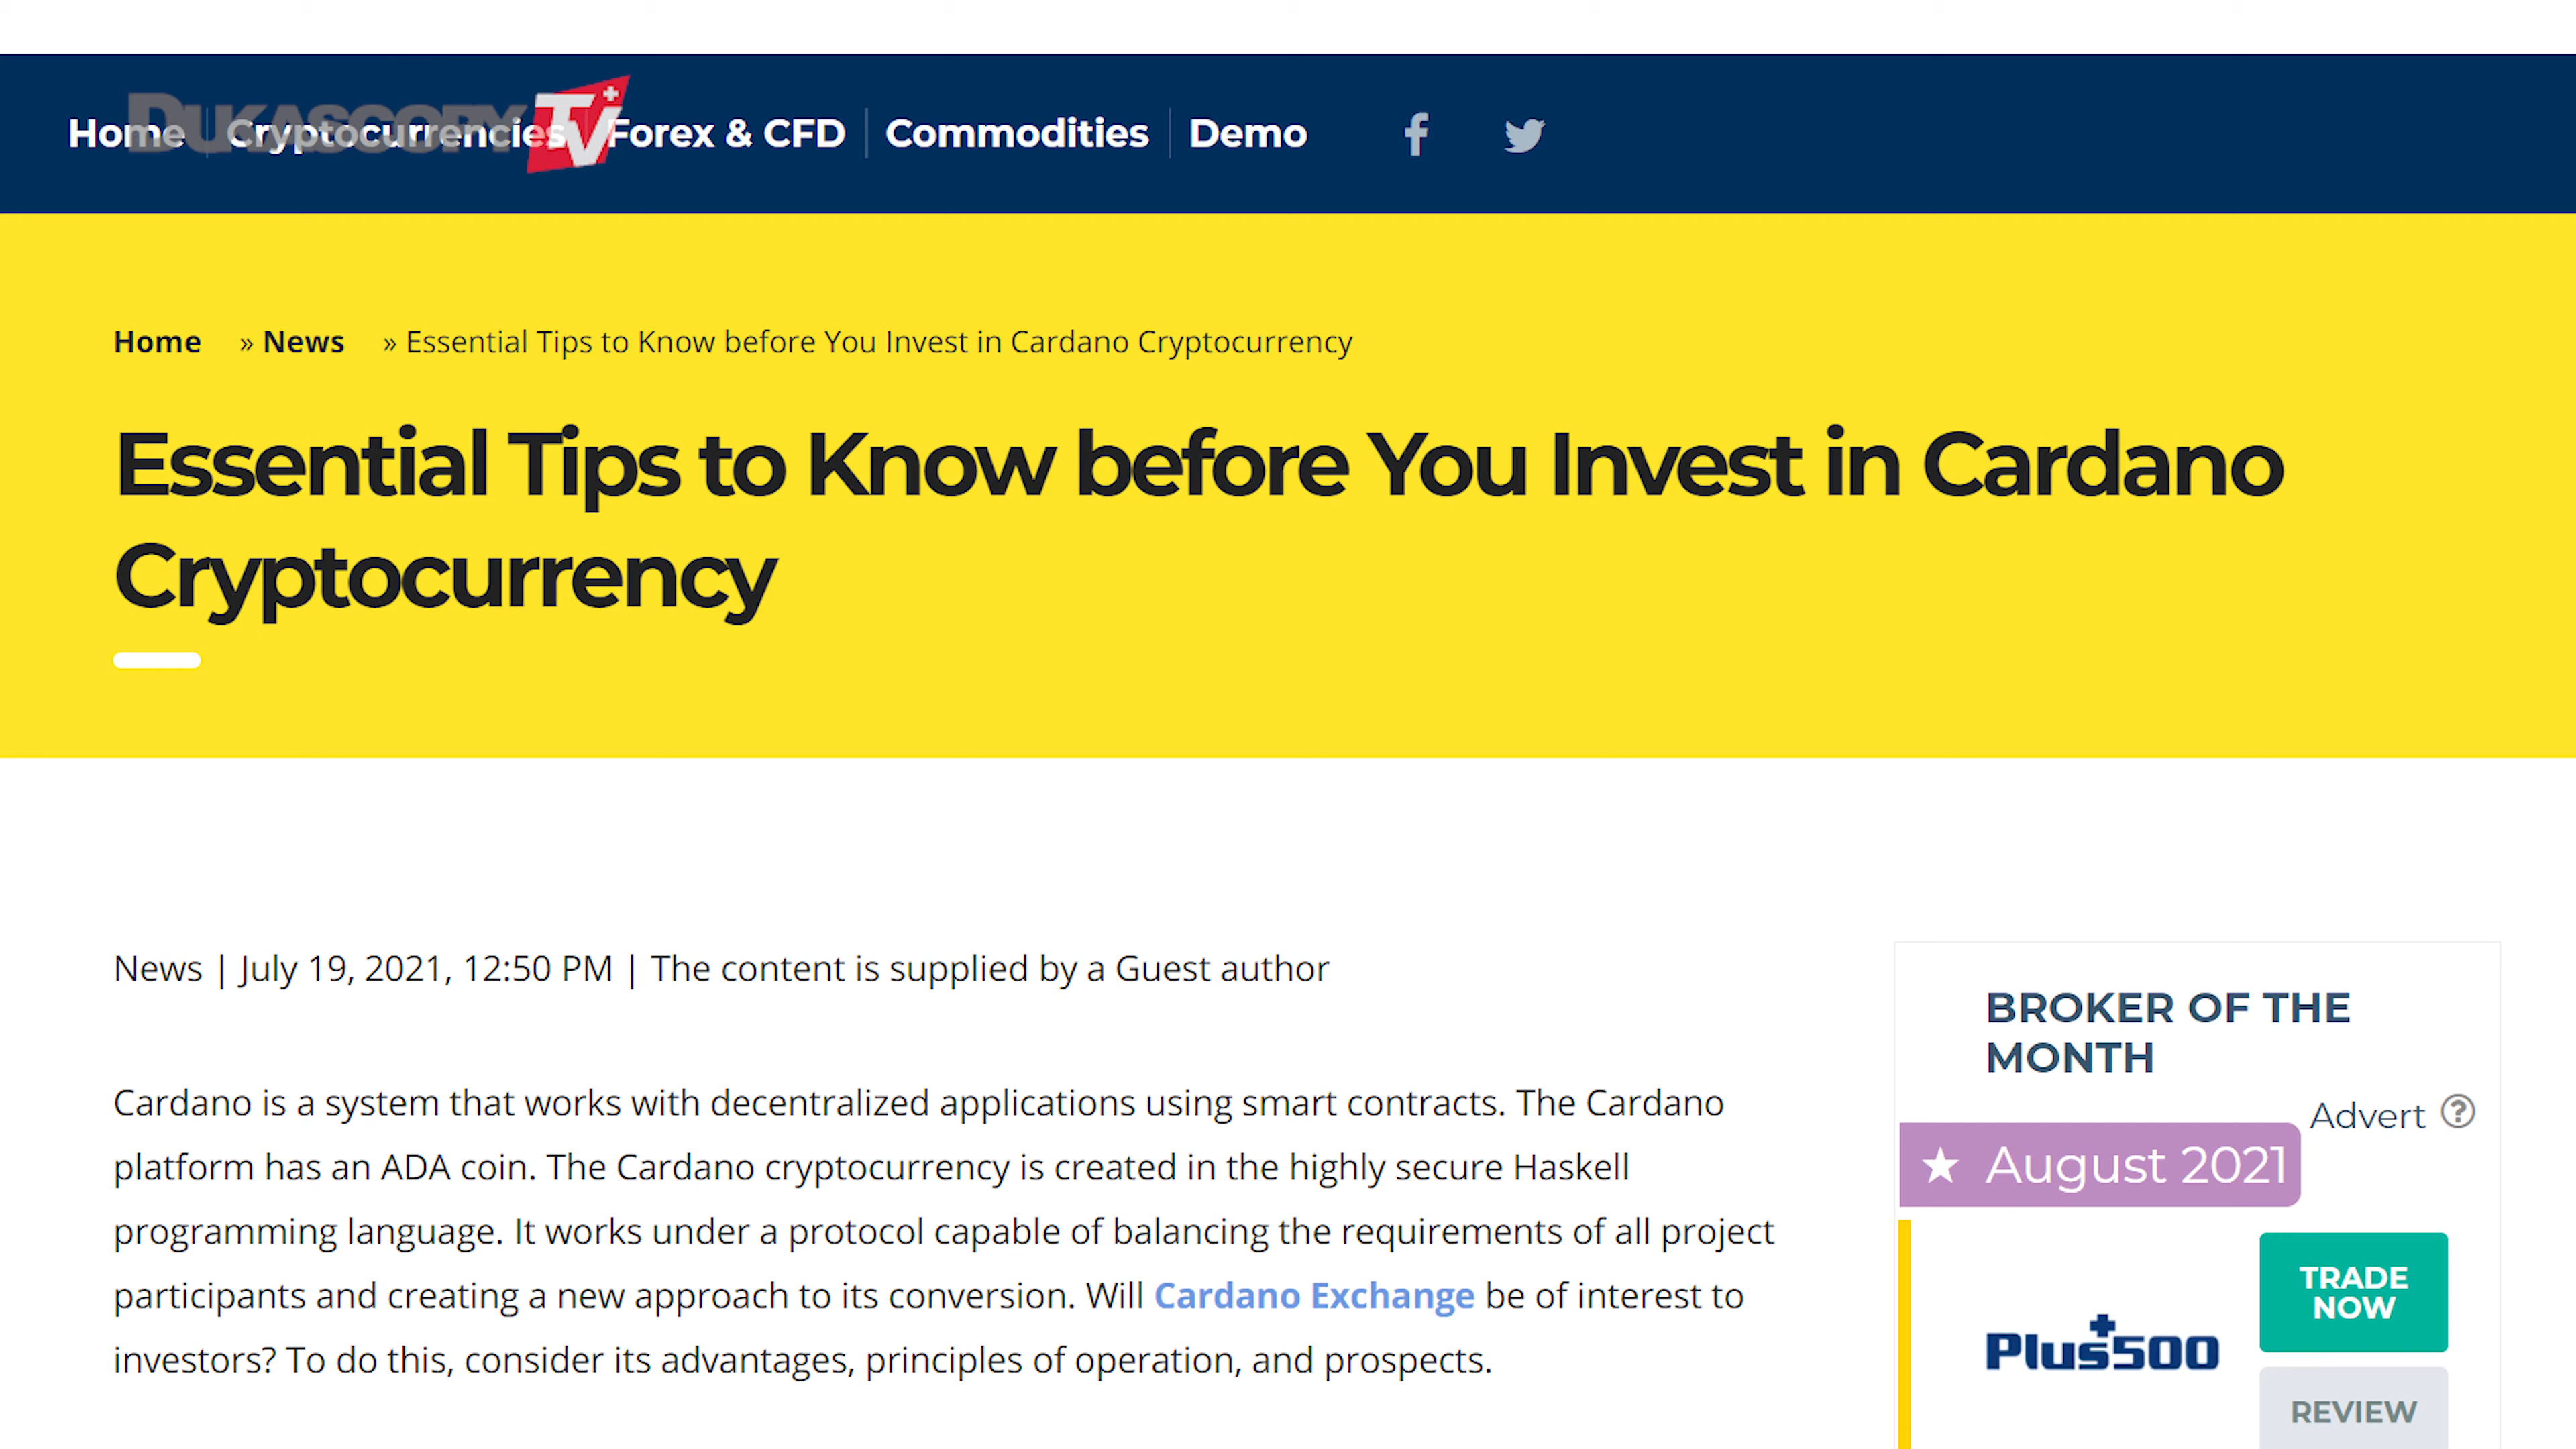 DUKASCOPY TV
Home Cryptocurrencies Forex & CFD Commodities Demo
Home » News » Essential Tips to Know before You Invest in Cardano Cryptocurrency
Essential Tips to Know before You Invest in Cardano
Cryptocurrency
News | July 19, 2021, 12:50 PM | The content is supplied by a Guest author
Cardano is a system that works with decentralized applications using smart contracts. The Cardano
platform has an ADA coin. The Cardano cryptocurrency is created in the highly secure Haskell
programming language. It works under a protocol capable of balancing the requirements of all project
participants and creating a new approach to its conversion. Will Cardano Exchange be of interest to
investors? To do this, consider its advantages, principles of operation, and prospects.
BROKER OF THE
MONTH
Advert ?
★ August 2021
Plus500
TRADE
NOW
REVIEW